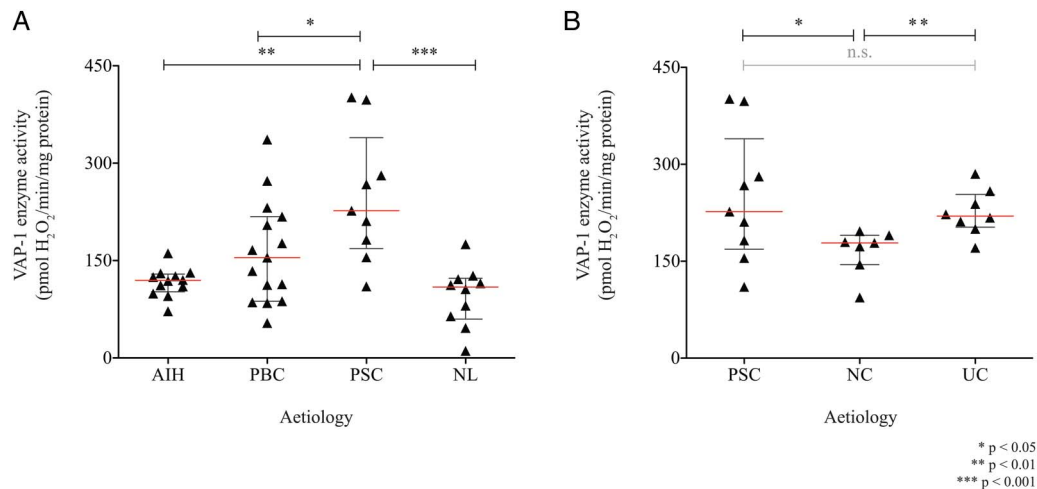 A
*
**
***
450
300
150
0
VAP-1 enzyme activity
(pmol H₂O₂/min/mg protein)
AIH PBC PSC NL
Aetiology
B
* **
n.s.
450
300
150
0
VAP-1 enzyme activity
(pmol H₂O₂/min/mg protein)
PSC NC UC
Aetiology
* p < 0.05
** p < 0.01
*** p < 0.001